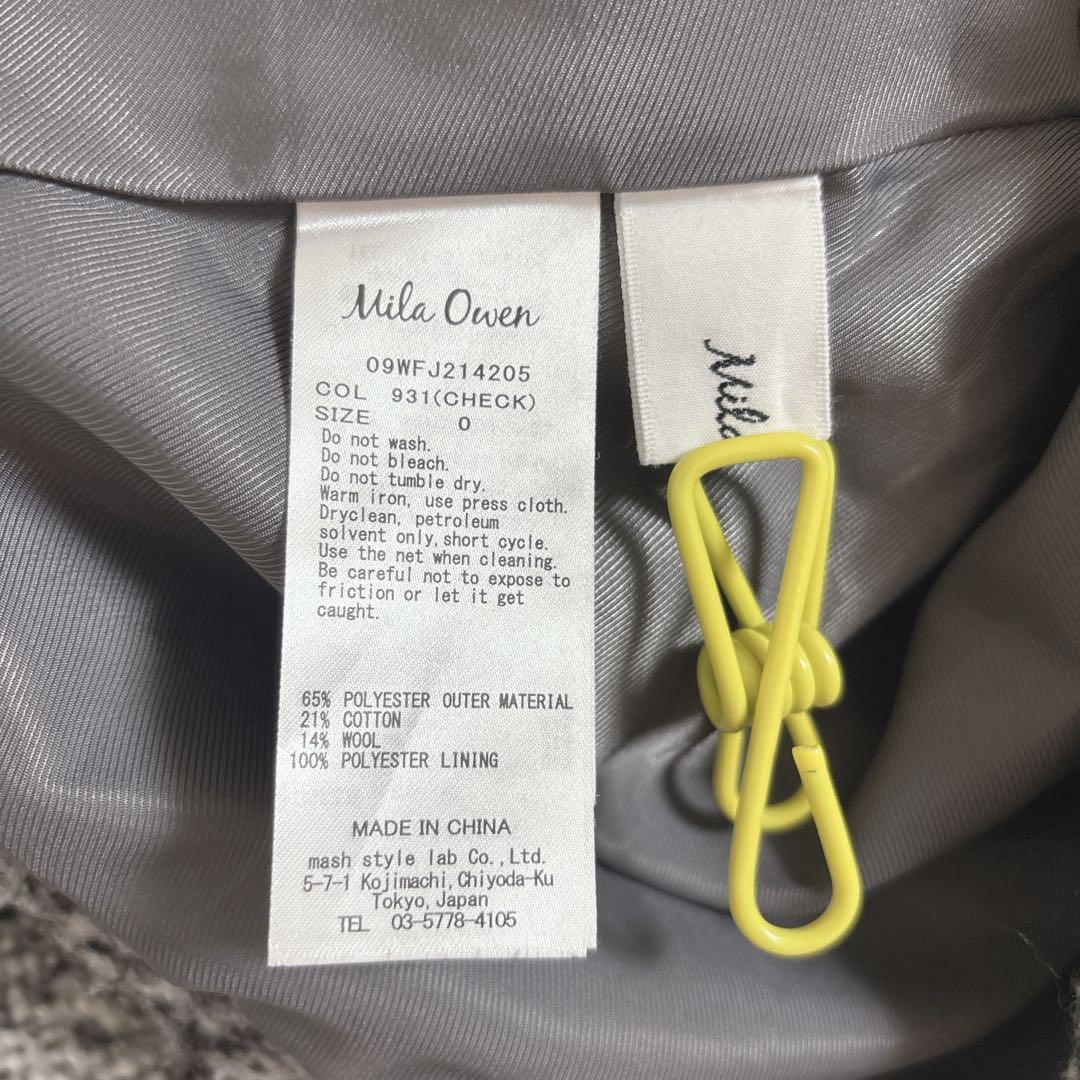 Mila Owen
09WFJ214205
COL 931(CHECK)
SIZE 0
Do not wash.
Do not bleach.
Do not tumble dry.
Warm iron, use press cloth.
Dryclean, petroleum
solvent only,short cycle.
Use the net when cleaning.
Be careful not to expose to
friction or let it get
caught.
65% POLYESTER OUTER MATERIAL
21% COTTON
14% WOOL
100% POLYESTER LINING
MADE IN CHINA
mash style lab Co.,Ltd.
5-7-1 Kojimachi,Chiyoda-Ku
Tokyo,Japan
TEL 03-5778-4105
Mila